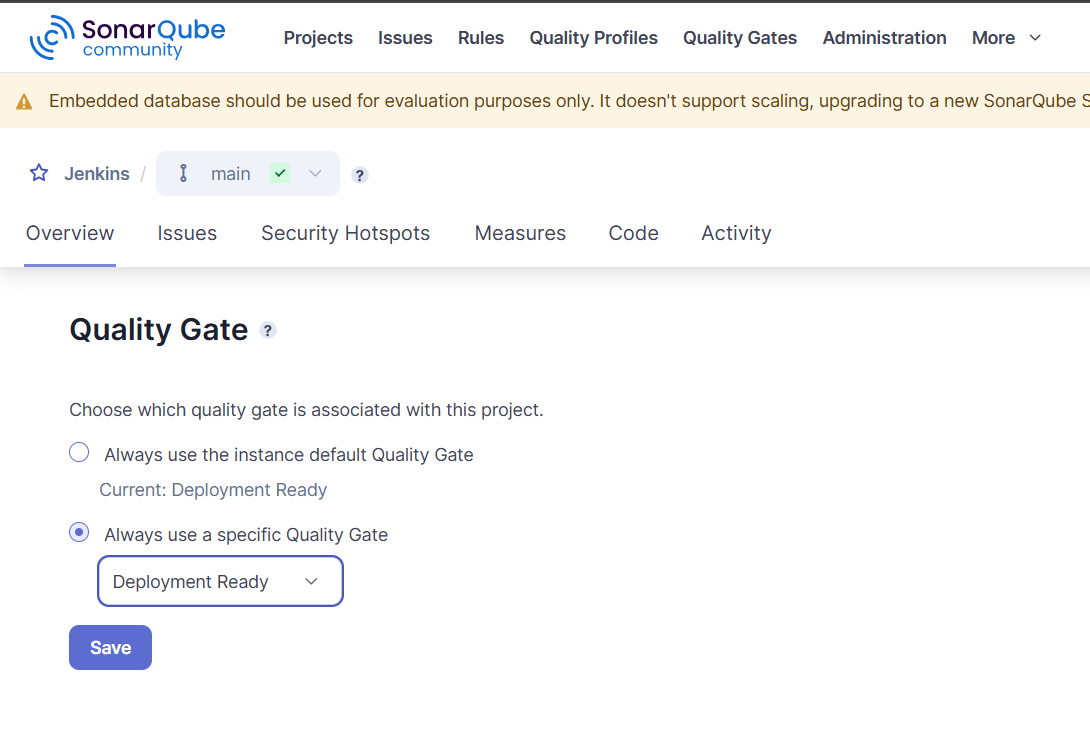 SonarQube
community
Projects Issues Rules Quality Profiles Quality Gates Administration More
Embedded database should be used for evaluation purposes only. It doesn't support scaling, upgrading to a new SonarQube S
Jenkins / main ?
Overview Issues Security Hotspots Measures Code Activity
Quality Gate ?
Choose which quality gate is associated with this project.
Always use the instance default Quality Gate
Current: Deployment Ready
Always use a specific Quality Gate
Deployment Ready
Save